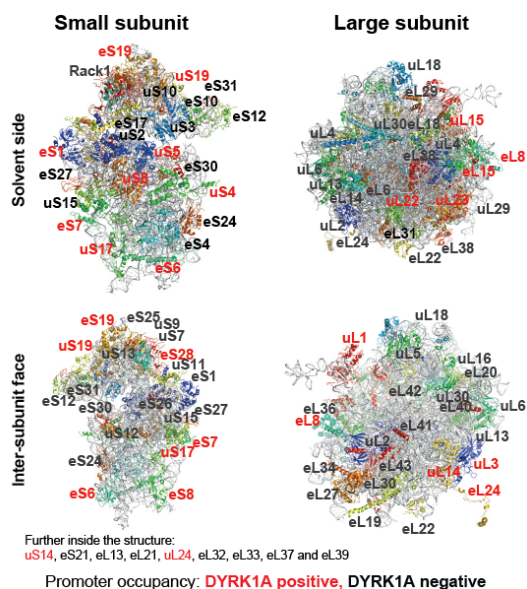 Small subunit
Large subunit
Solvent side
eS19
Rack1
uS19
uS10
eS31
eS10
eS12
eS17
uS3
uS2
eS1
uS5
eS27
uS8
eS30
uS4
uS15
eS7
eS24
uS17
eS4
eS6
uL18
eL29
uL15
uL30
eL18
uL4
uL4
eL8
eL38
uL6
eL15
uL13
eL6
eL14
uL22
uL23
uL29
uL2
eL31
eL24
eL22
eL38
Inter-subunit face
eS25
eS19
uS9
uS7
uS19
uS13
eS28
uS11
eS1
eS31
eS12
eS26
eS27
eS30
uS15
uS12
eS7
uS17
eS24
eS6
eS8
uL18
uL1
uL5
uL16
eL20
eL42
uL30
eL36
eL40
uL6
eL8
eL41
uL2
uL13
eL34
eL43
uL3
uL14
eL27
eL30
eL24
eL19
eL22
Further inside the structure:
uS14, eS21, eL13, eL21, uL24, eL32, eL33, eL37 and eL39
Promoter occupancy: DYRK1A positive, DYRK1A negative